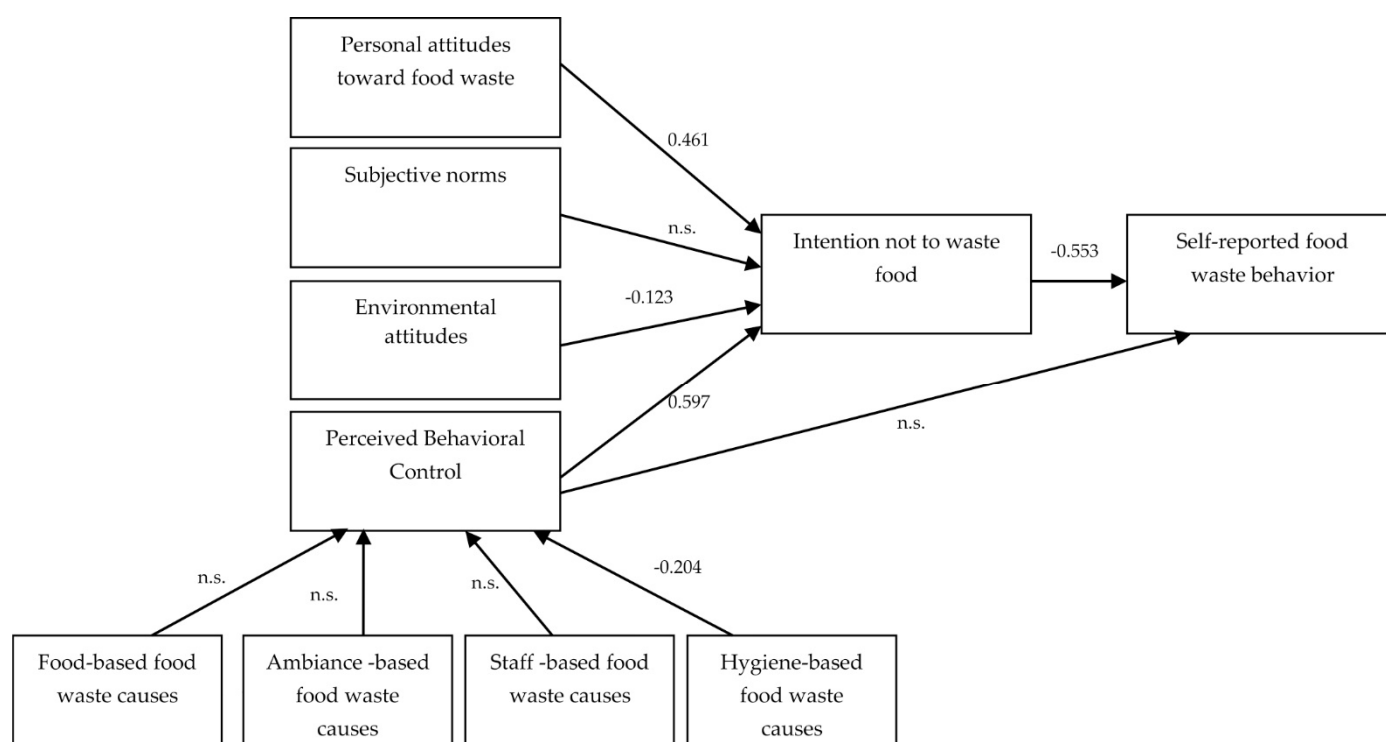 Personal attitudes
toward food waste
0.461
Subjective norms
n.s.
Intention not to waste
food
-0.553
Self-reported food
waste behavior
Environmental
attitudes
-0.123
0.597
n.s.
Perceived Behavioral
Control
n.s.
n.s.
n.s.
-0.204
Food-based food
waste causes
Ambiance -based
food waste
causes
Staff -based food
waste causes
Hygiene-based
food waste
causes